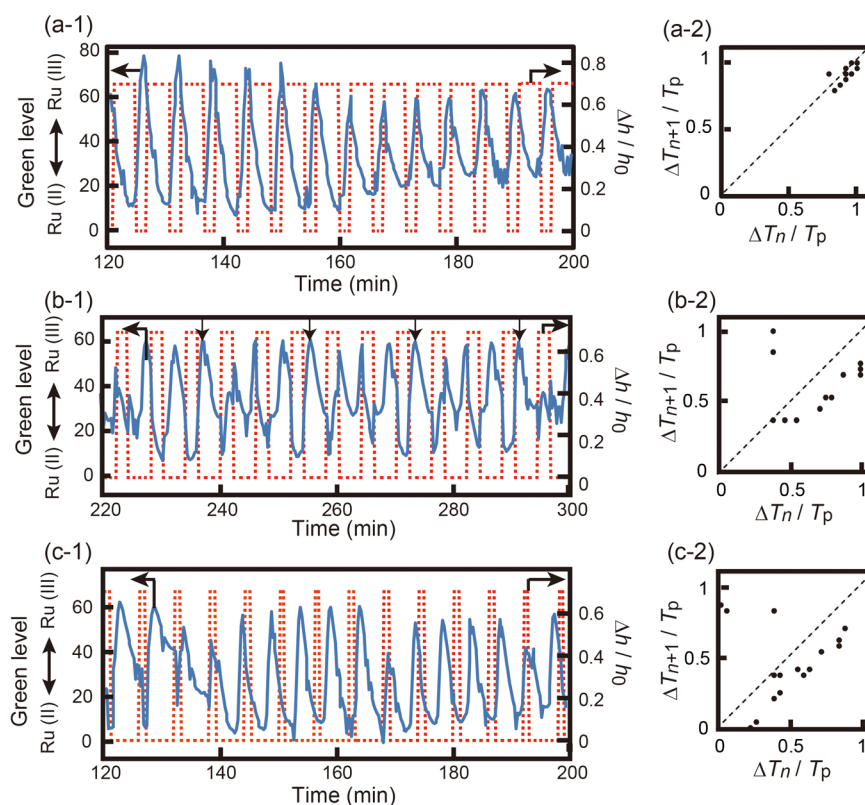 (a-1)
80
60
40
20
0
Green level
Ru (II) Ru (III)
0.8
0.6
0.4
0.2
0
Δh / h0
120 140 160 180 200
Time (min)
(a-2)
1
0.5
0
ΔTn+1 / Tp
0.5 1
ΔTn / Tp
(b-1)
60
40
20
0
Green level
Ru (II) Ru (III)
0.6
0.4
0.2
0
Δh / h0
220 240 260 280 300
Time (min)
(b-2)
1
0.5
0
ΔTn+1 / Tp
0 0.5 1
ΔTn / Tp
(c-1)
60
40
20
0
Green level
Ru (II) Ru (III)
0.6
0.4
0.2
0
Δh / h0
120 140 160 180 200
Time (min)
(c-2)
1
0.5
0
ΔTn+1 / Tp
0 0.5 1
ΔTn / Tp